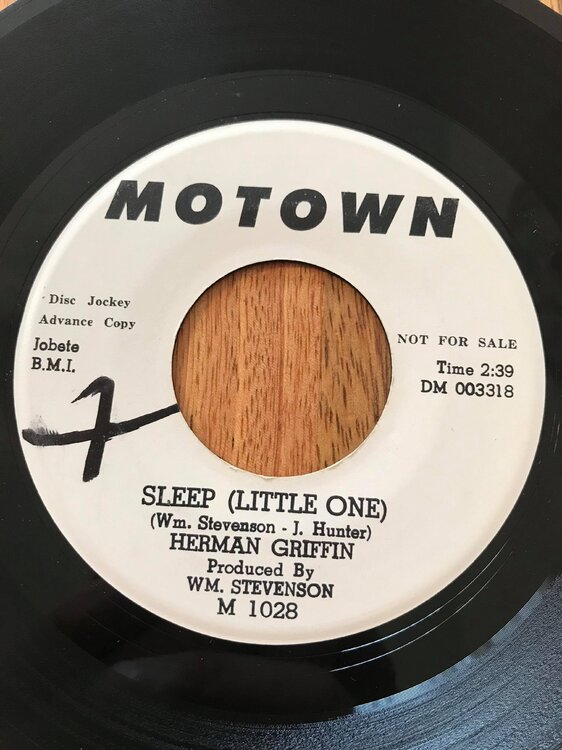 MOTOWN
Disc Jockey
Advance Copy
Jobete
B.M.I.
NOT FOR SALE
Time 2:39
DM 003318
SLEEP (LITTLE ONE)
(Wm. Stevenson - J. Hunter)
HERMAN GRIFFIN
Produced By
WM. STEVENSON
M 1028